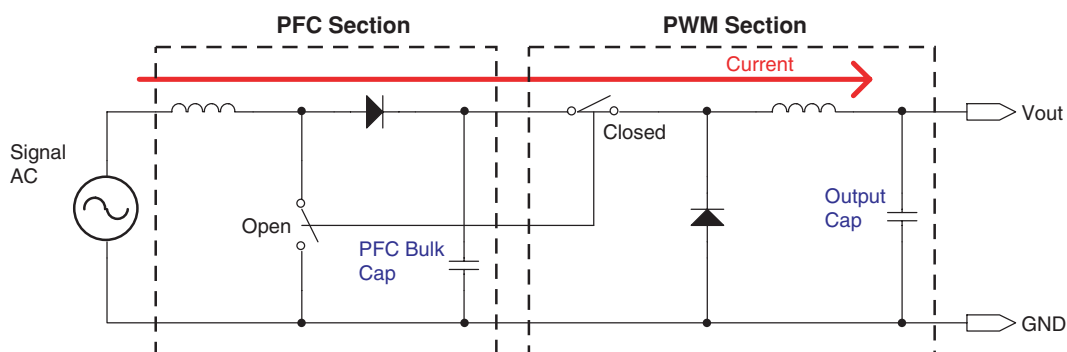 PFC Section
PWM Section
Current
Vout
Closed
Signal
AC
Output
Cap
Open
PFC Bulk
Cap
GND